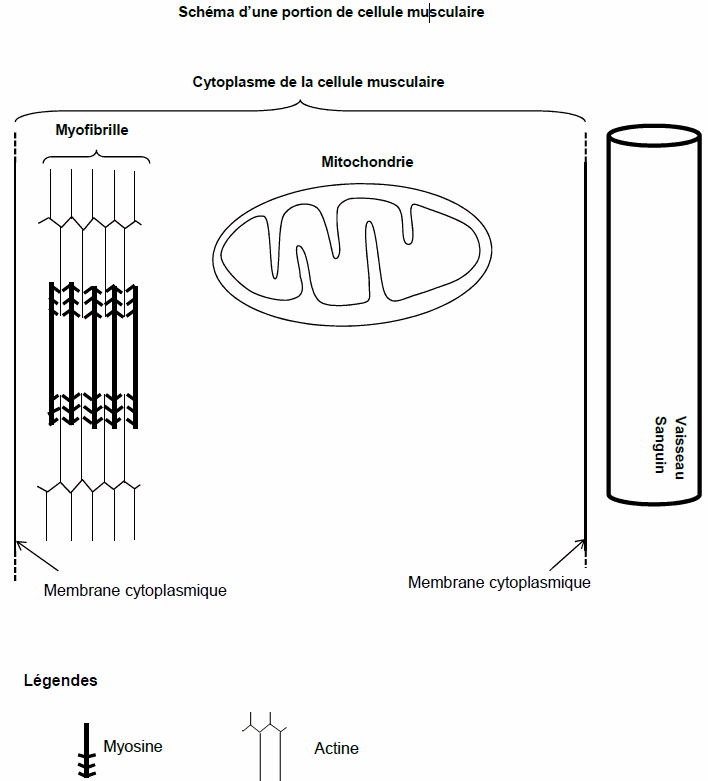 Schéma d'une portion de cellule musculaire
Cytoplasme de la cellule musculaire
Myofibrille
Mitochondrie
Vaisseau
Sanguin
Membrane cytoplasmique
Membrane cytoplasmique
Légendes
Myosine
Actine